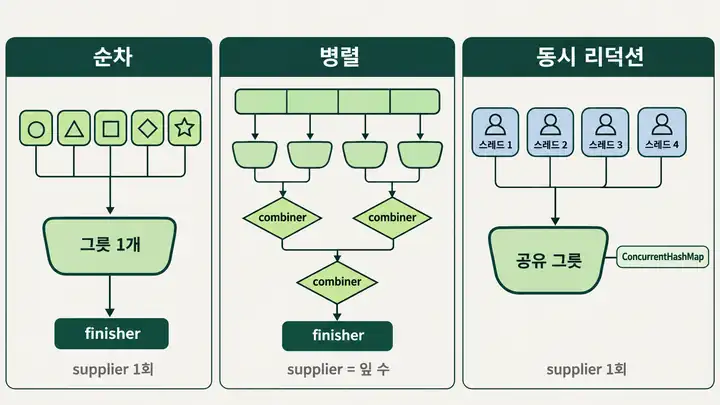 순차
그릇 1개
finisher
supplier 1회
병렬
combiner
combiner
combiner
finisher
supplier = 잎 수
동시 리덕션
스레드 1
스레드 2
스레드 3
스레드 4
공유 그릇
ConcurrentHashMap
supplier 1회